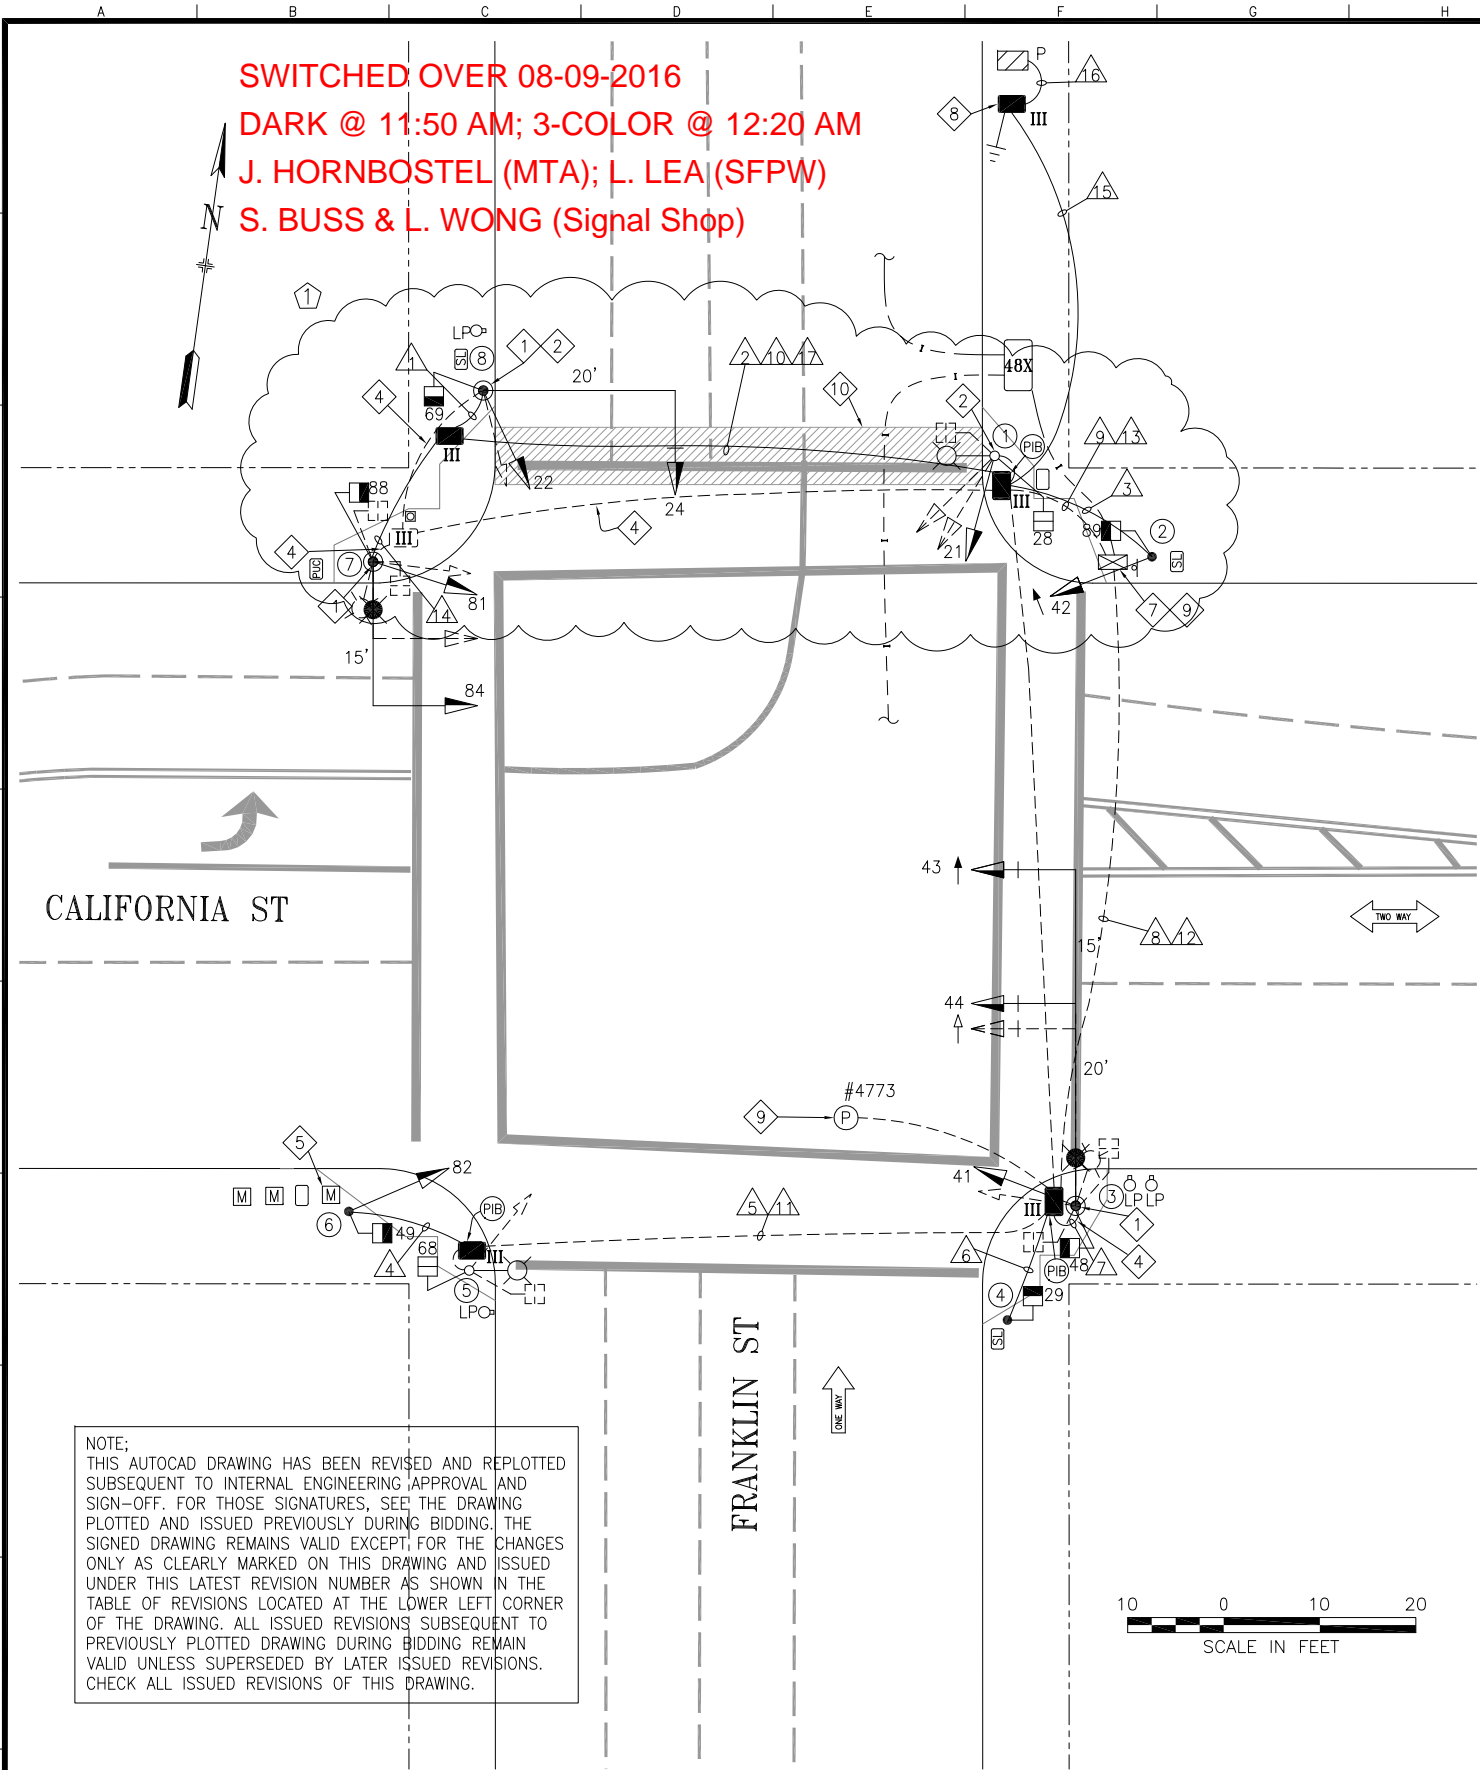 A B C D E F G H
SWITCHED OVER 08-09-2016
DARK @ 11:50 AM; 3-COLOR @ 12:20 AM
J. HORNBOSTEL (MTA); L. LEA (SFPW)
S. BUSS & L. WONG (Signal Shop)
N
P
16
8
III
15
1
LP
SL 8
1 2
1
20'
2 10 17
48X
4
10
2
69
1
PIB
9 13
III
3
88
22
24
III
28
89
2
4
III
4
21
SL
PUC
7
1
81
14
42
7 9
15'
84
43
CALIFORNIA ST
TWO WAY
15'
8 12
44
20'
#4773
9
P
5
82
41
M M M
6
PIB
5 11
III
3
LP LP
1
49
68
III
6
48
7
4
4
PIB
5
4
29
LP
SL
FRANKLIN ST
ONE WAY
NOTE;
THIS AUTOCAD DRAWING HAS BEEN REVISED AND REPLOTTED
SUBSEQUENT TO INTERNAL ENGINEERING APPROVAL AND
SIGN-OFF. FOR THOSE SIGNATURES, SEE THE DRAWING
PLOTTED AND ISSUED PREVIOUSLY DURING BIDDING. THE
SIGNED DRAWING REMAINS VALID EXCEPT FOR THE CHANGES
ONLY AS CLEARLY MARKED ON THIS DRAWING AND ISSUED
UNDER THIS LATEST REVISION NUMBER AS SHOWN IN THE
TABLE OF REVISIONS LOCATED AT THE LOWER LEFT CORNER
OF THE DRAWING. ALL ISSUED REVISIONS SUBSEQUENT TO
PREVIOUSLY PLOTTED DRAWING DURING BIDDING REMAIN
VALID UNLESS SUPERSEDED BY LATER ISSUED REVISIONS.
CHECK ALL ISSUED REVISIONS OF THIS DRAWING.
10 0 10 20
SCALE IN FEET